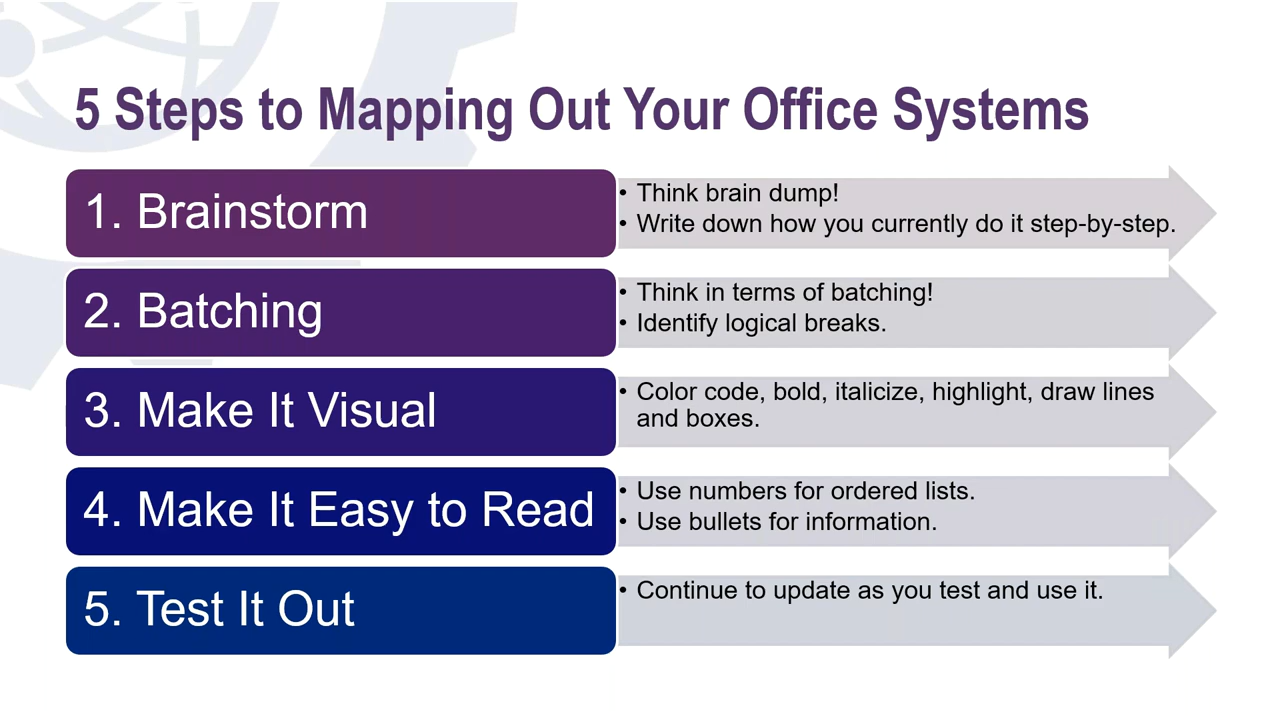 5 Steps to Mapping Out Your Office Systems
1. Brainstorm
• Think brain dump!
• Write down how you currently do it step-by-step.
2. Batching
• Think in terms of batching!
• Identify logical breaks.
3. Make It Visual
• Color code, bold, italicize, highlight, draw lines
and boxes.
4. Make It Easy to Read
• Use numbers for ordered lists.
• Use bullets for information.
5. Test It Out
• Continue to update as you test and use it.